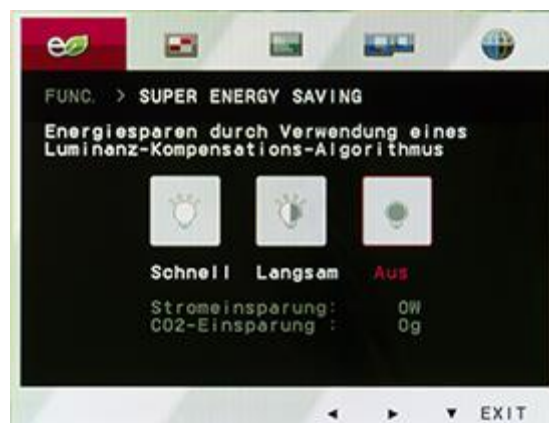 FUNC. > SUPER ENERGY SAVING
Energiesparen durch Verwendung eines
Luminanz-Kompensations-Algorithmus
Schnell Langsam Aus
Stromeinsparung: 0W
CO2-Einsparung : 0g
EXIT